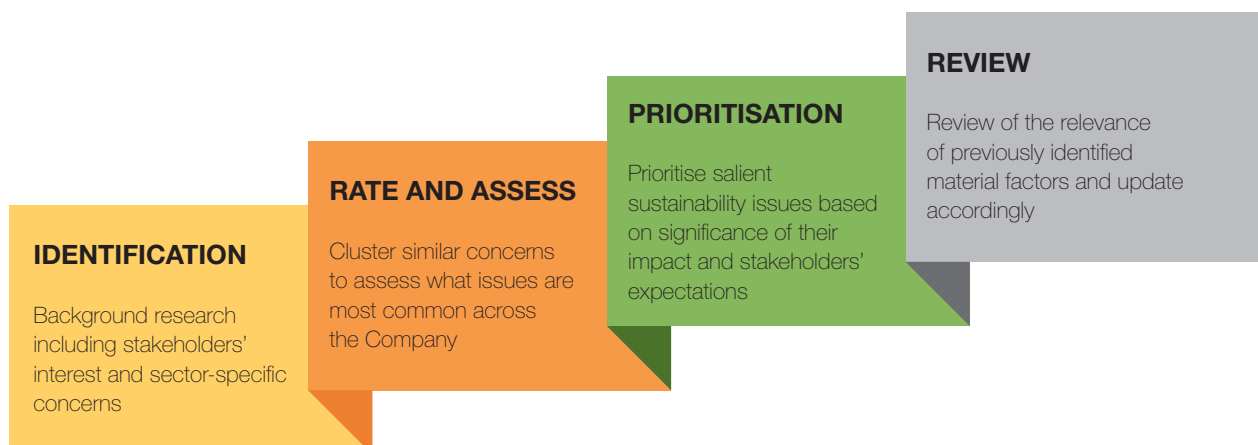 IDENTIFICATION
Background research
including stakeholders’
interest and sector-specific
concerns
RATE AND ASSESS
Cluster similar concerns
to assess what issues are
most common across
the Company
PRIORITISATION
Prioritise salient
sustainability issues based
on significance of their
impact and stakeholders’
expectations
REVIEW
Review of the relevance
of previously identified
material factors and update
accordingly